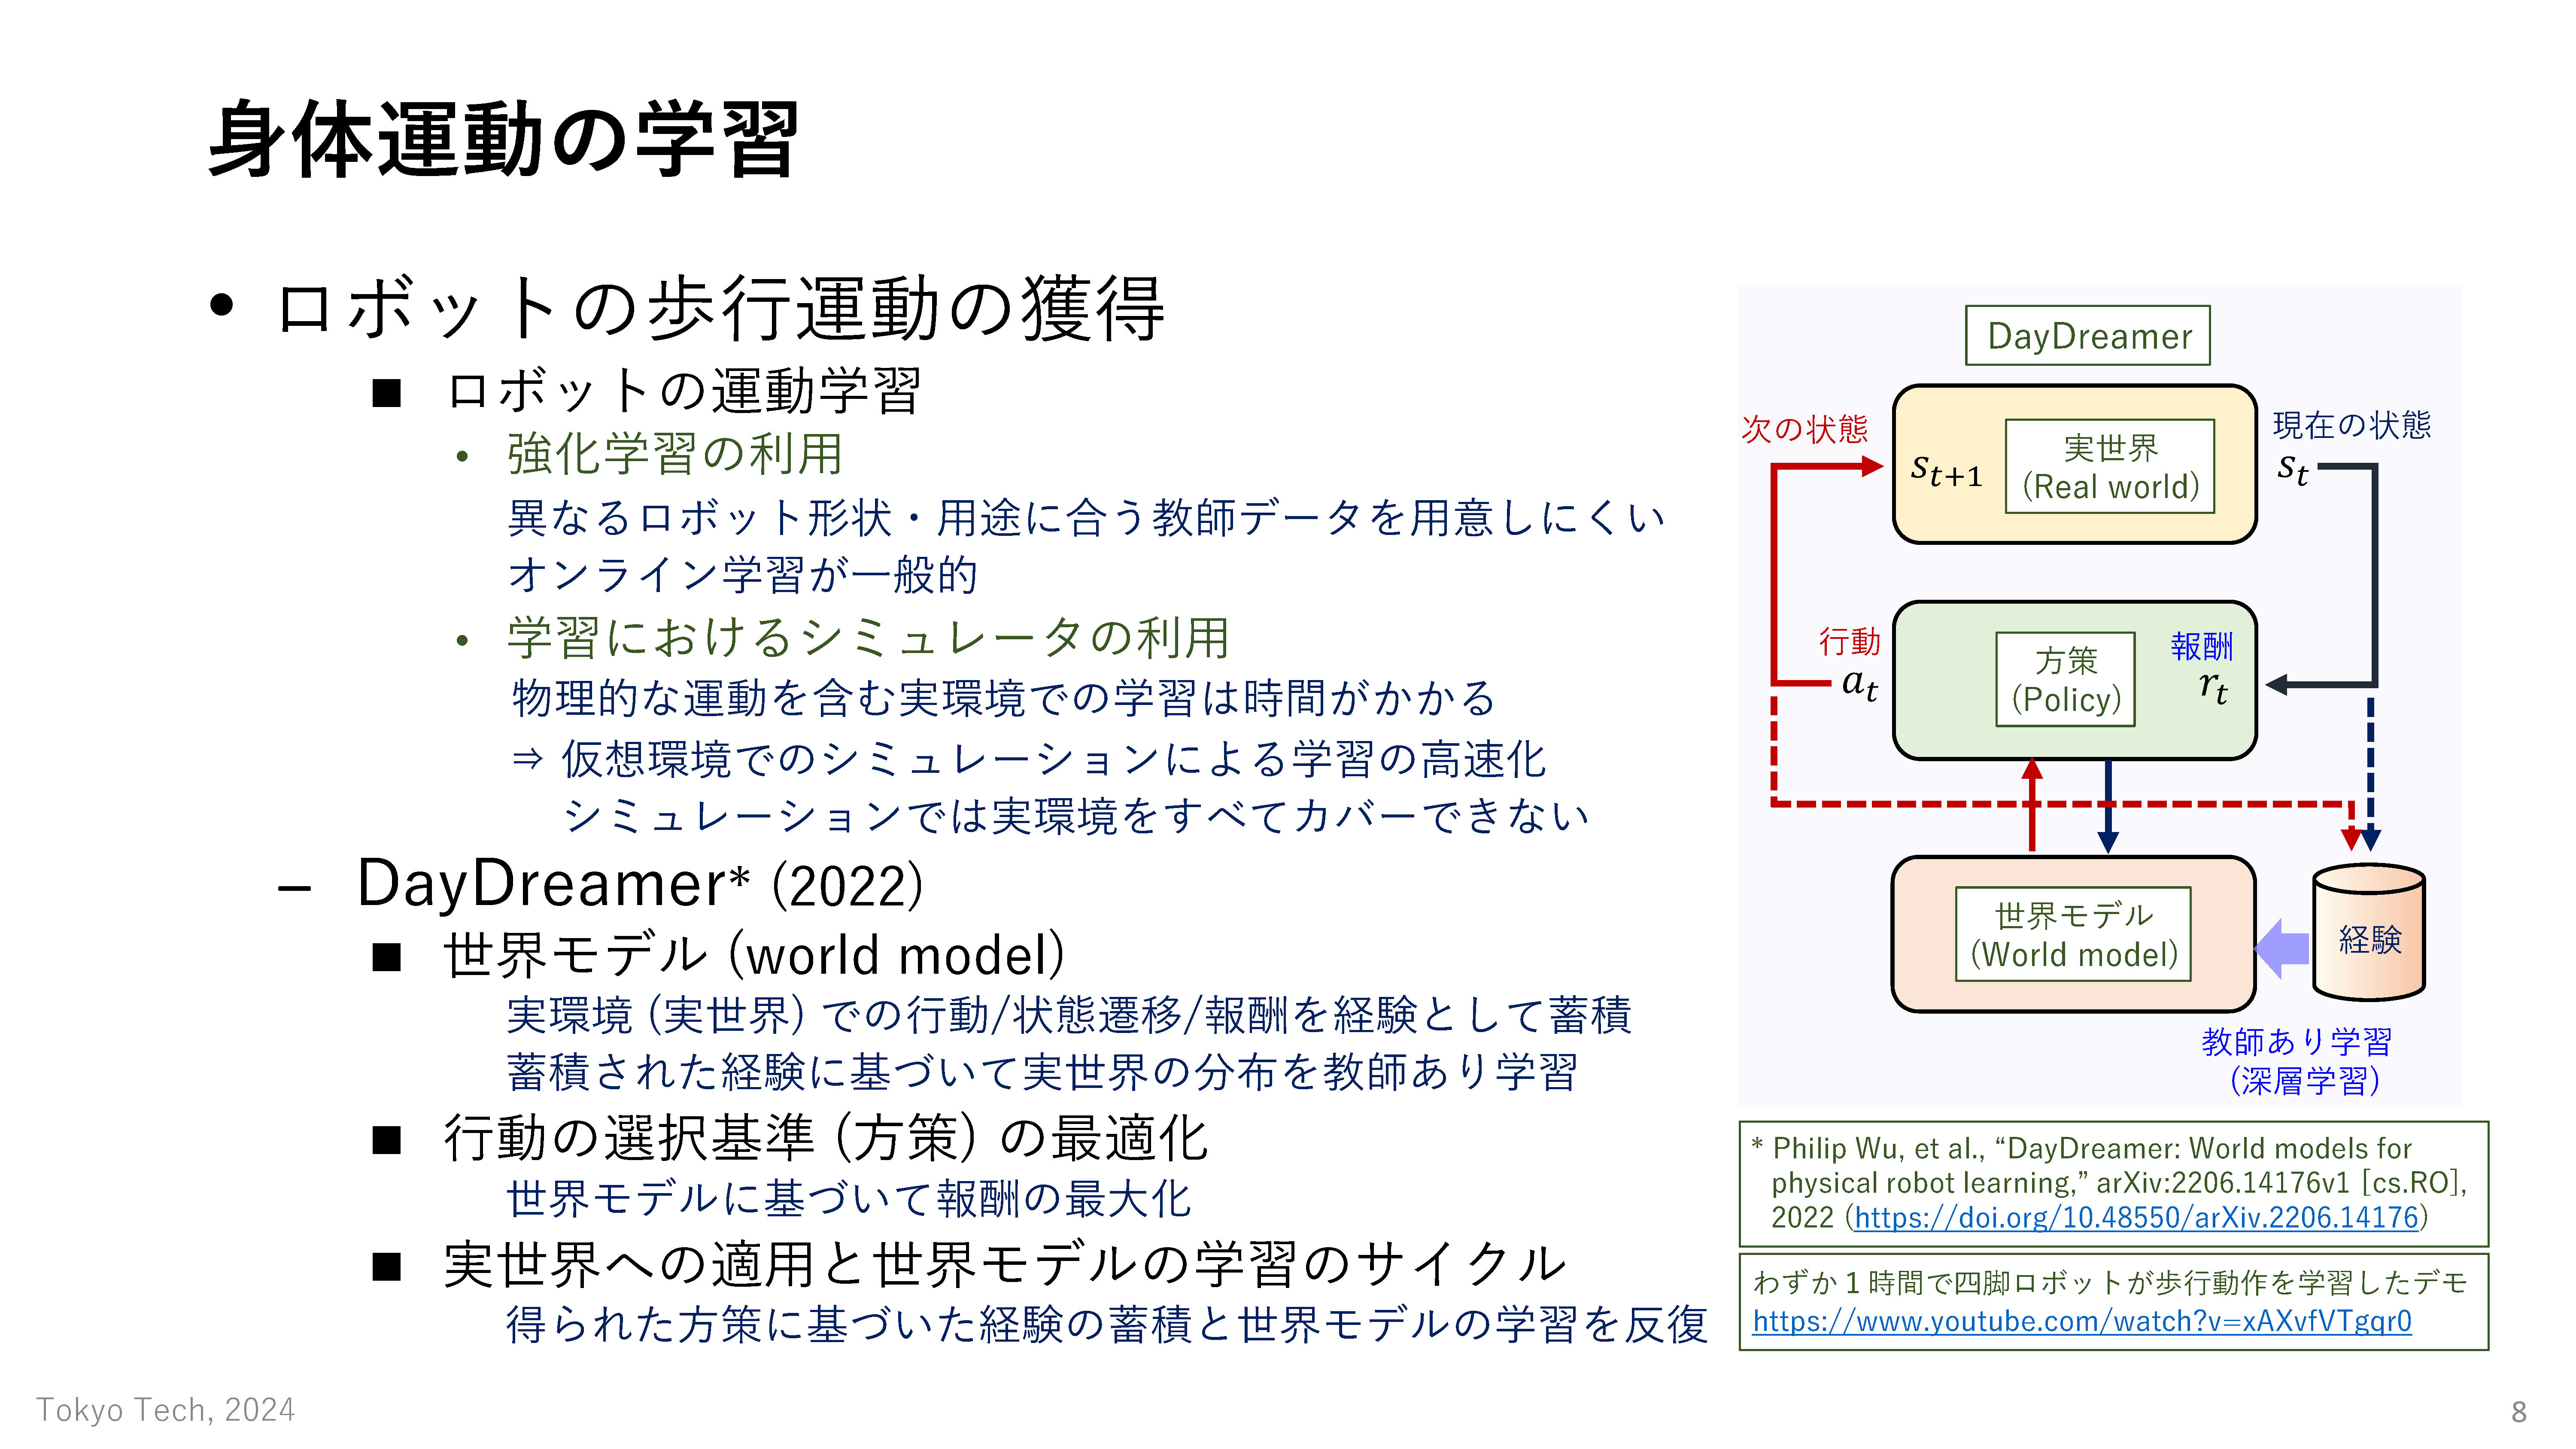 身体運動の学習
• ロボットの歩行運動の獲得
■ ロボットの運動学習
• 強化学習の利用
異なるロボット形状・用途に合う教師データを用意しにくい
オンライン学習が一般的
• 学習におけるシミュレータの利用
物理的な運動を含む実環境での学習は時間がかかる
⇒ 仮想環境でのシミュレーションによる学習の高速化
シミュレーションでは実環境をすべてカバーできない
– DayDreamer* (2022)
■ 世界モデル (world model)
実環境 (実世界) での行動/状態遷移/報酬を経験として蓄積
蓄積された経験に基づいて実世界の分布を教師あり学習
■ 行動の選択基準 (方策) の最適化
世界モデルに基づいて報酬の最大化
■ 実世界への適用と世界モデルの学習のサイクル
得られた方策に基づいた経験の蓄積と世界モデルの学習を反復
DayDreamer
次の状態
s_{t+1}
実世界
(Real world)
現在の状態
s_t
行動
a_t
方策
(Policy)
報酬
r_t
世界モデル
(World model)
経験
教師あり学習
(深層学習)
* Philip Wu, et al., “DayDreamer: World models for
physical robot learning,” arXiv:2206.14176v1 [cs.RO],
2022 (https://doi.org/10.48550/arXiv.2206.14176)
わずか1時間で四脚ロボットが歩行動作を学習したデモ
https://www.youtube.com/watch?v=xAXvfVTgqr0
Tokyo Tech, 2024
8